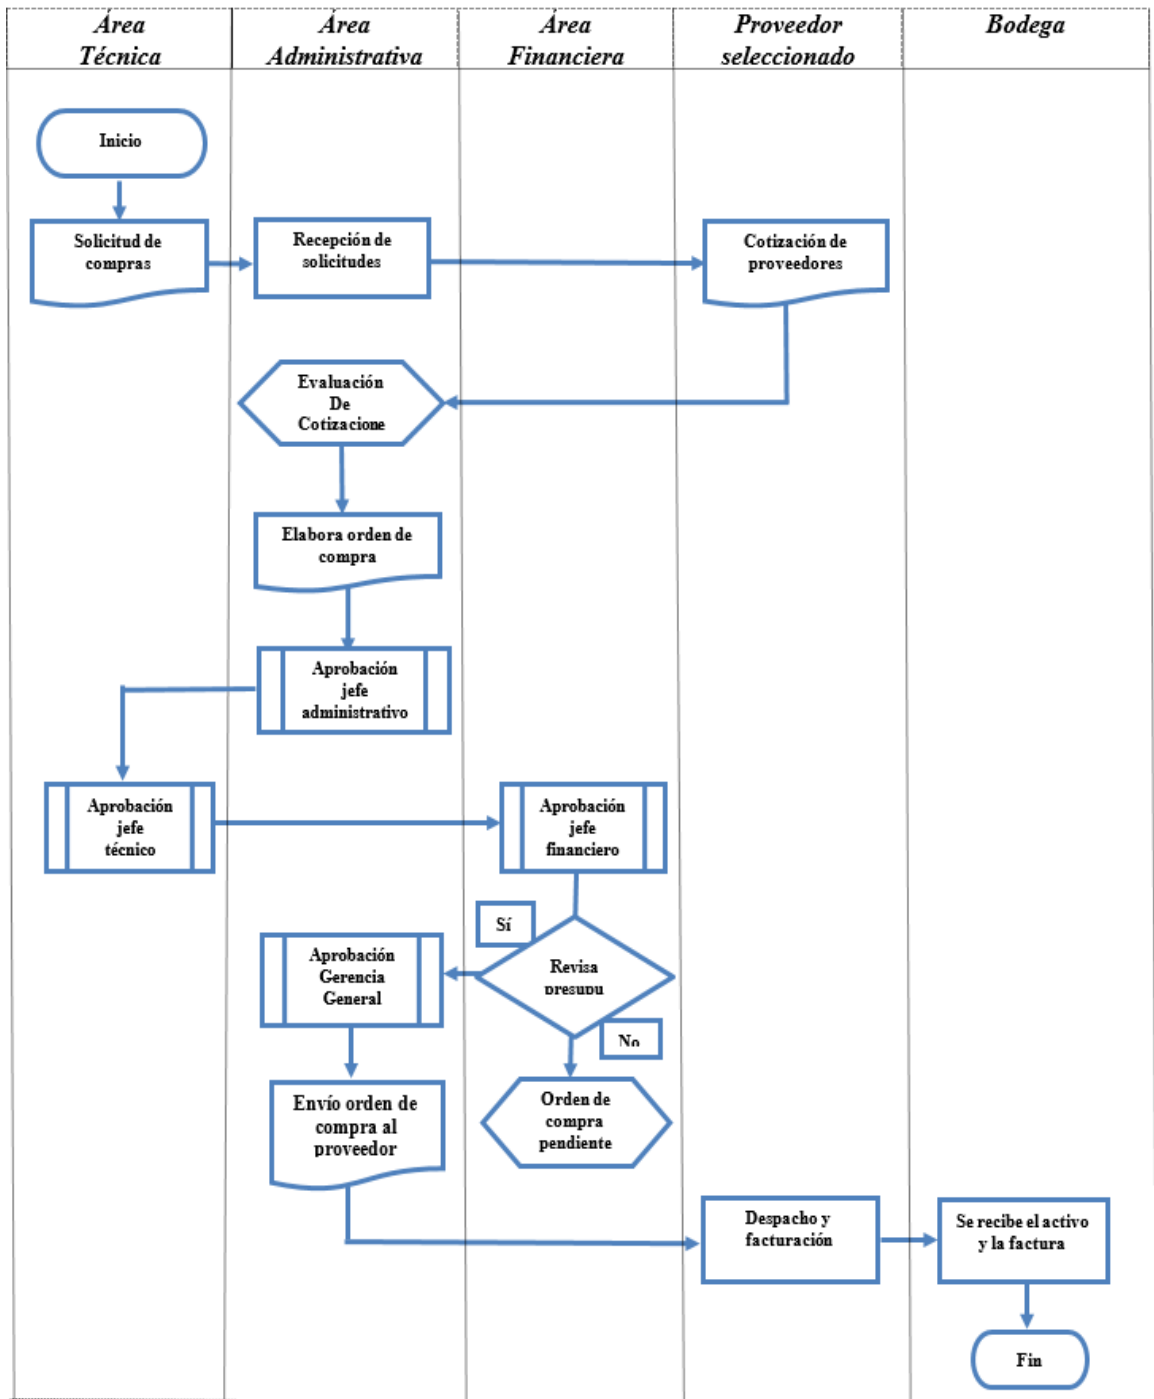 Área
Técnica
Área
Administrativa
Área
Financiera
Proveedor
seleccionado
Bodega
Inicio
Solicitud de
compras
Recepción de
solicitudes
Cotización de
proveedores
Evaluación
De
Cotizacione
Elabora orden de
compra
Aprobación
jefe
administrativo
Aprobación
jefe
técnico
Aprobación
jefe
financiero
Sí
Revisa
presupu
No
Aprobación
Gerencia
General
Orden de
compra
pendiente
Envío orden de
compra al
proveedor
Despacho y
facturación
Se recibe el activo
y la factura
Fin